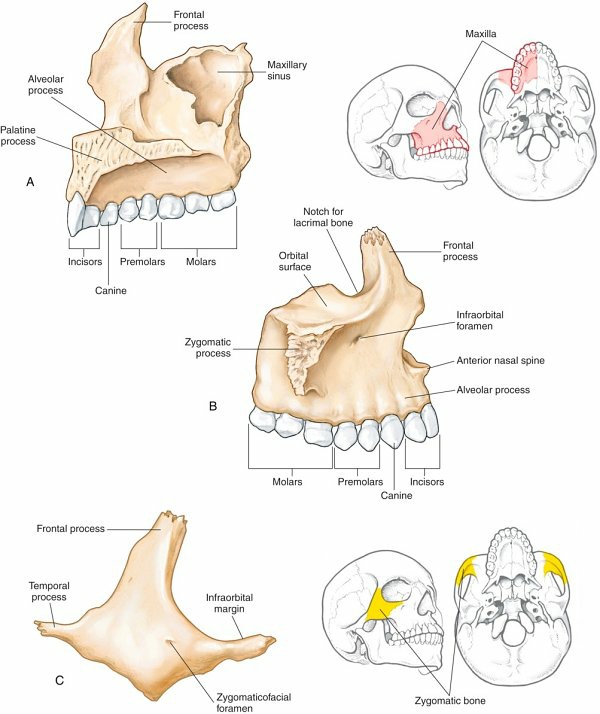 Frontal
process
Maxillary
sinus
Alveolar
process
Palatine
process
A
Incisors
Premolars
Molars
Canine
Maxilla
Notch for
lacrimal bone
Orbital
surface
Frontal
process
Infraorbital
foramen
Zygomatic
process
Anterior nasal spine
Alveolar process
B
Molars
Premolars
Incisors
Canine
Frontal process
Temporal
process
Infraorbital
margin
C
Zygomaticofacial
foramen
Zygomatic bone